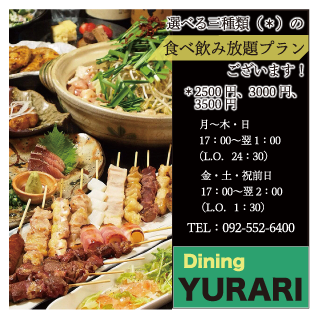 選べる三種類（＊）の
食べ飲み放題プラン
ございます！
＊2500円、3000円、
3500円
月～木・日
17：00～翌1：00
（L.O. 24：30）
金・土・祝前日
17：00～翌2：00
（L.O. 1：30）
TEL：092-552-6400
Dining
YURARI